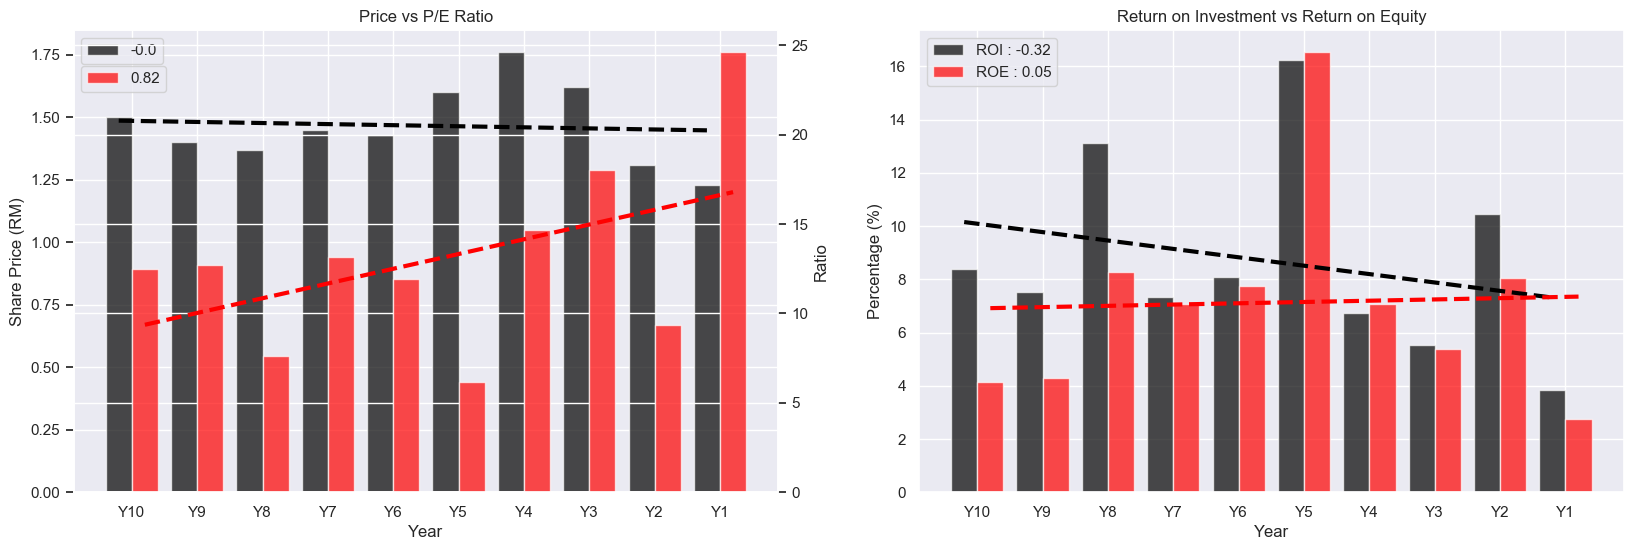 Price vs P/E Ratio
-0.0
0.82
Share Price (RM)
1.75
1.50
1.25
1.00
0.75
0.50
0.25
0.00
25
20
15
10
5
0
Ratio
Y10 Y9 Y8 Y7 Y6 Y5 Y4 Y3 Y2 Y1
Year
Return on Investment vs Return on Equity
ROI : -0.32
ROE : 0.05
Percentage (%)
16
14
12
10
8
6
4
2
0
Y10 Y9 Y8 Y7 Y6 Y5 Y4 Y3 Y2 Y1
Year